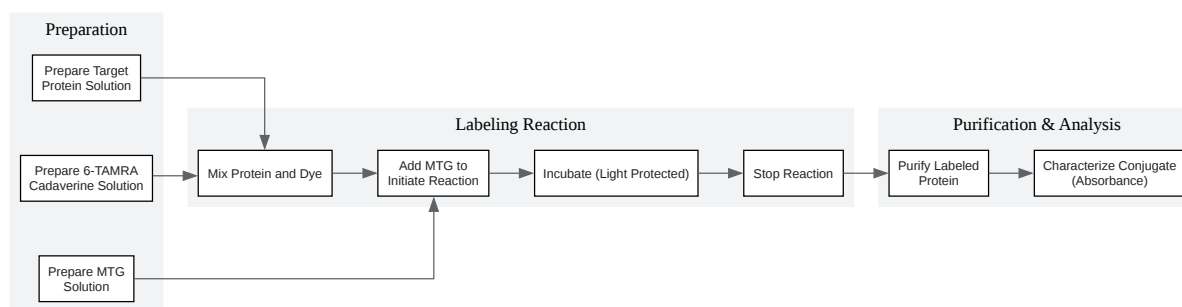 Preparation
Prepare Target
Protein Solution
Prepare 6-TAMRA
Cadaverine Solution
Prepare MTG
Solution
Labeling Reaction
Mix Protein and Dye
Add MTG to
Initiate Reaction
Incubate (Light Protected)
Stop Reaction
Purification & Analysis
Purify Labeled
Protein
Characterize Conjugate
(Absorbance)